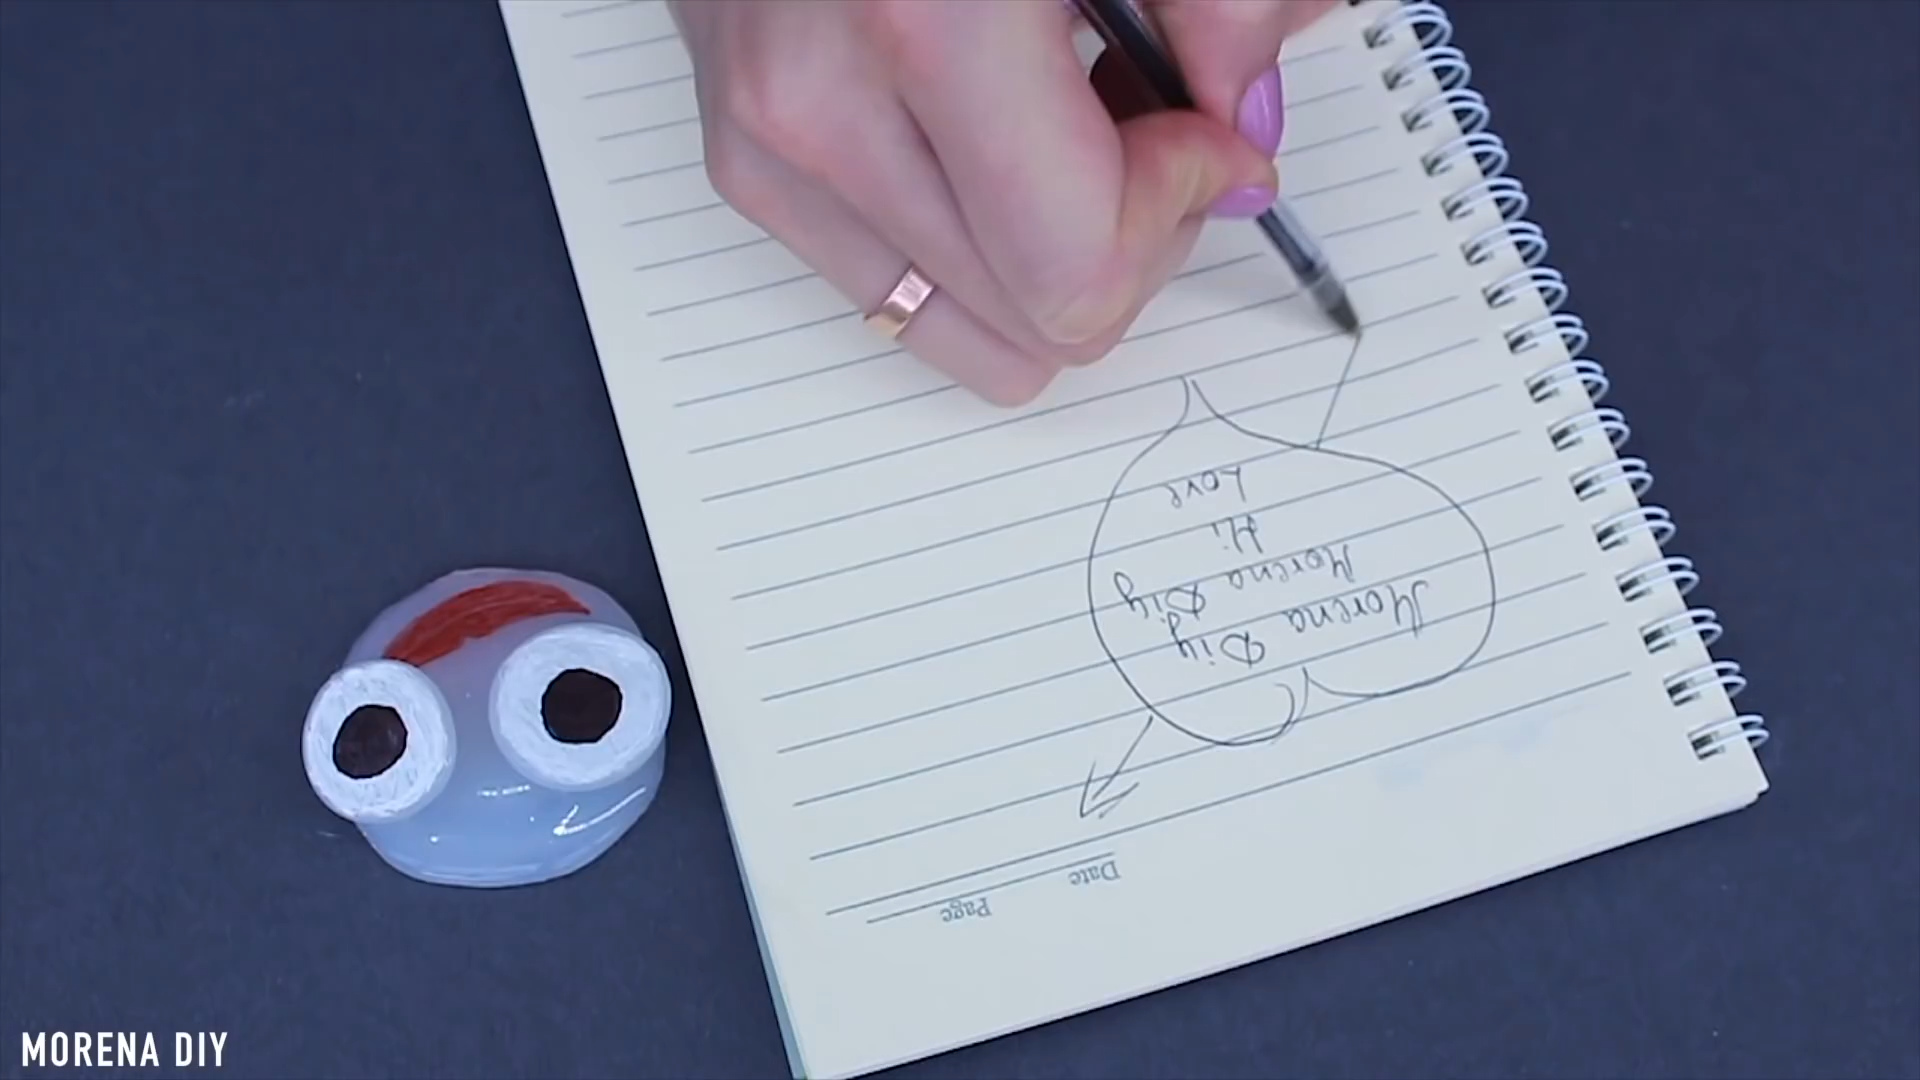 Page
Date
Morena Diy
Morena Diy
Hi
Love
MORENA DIY